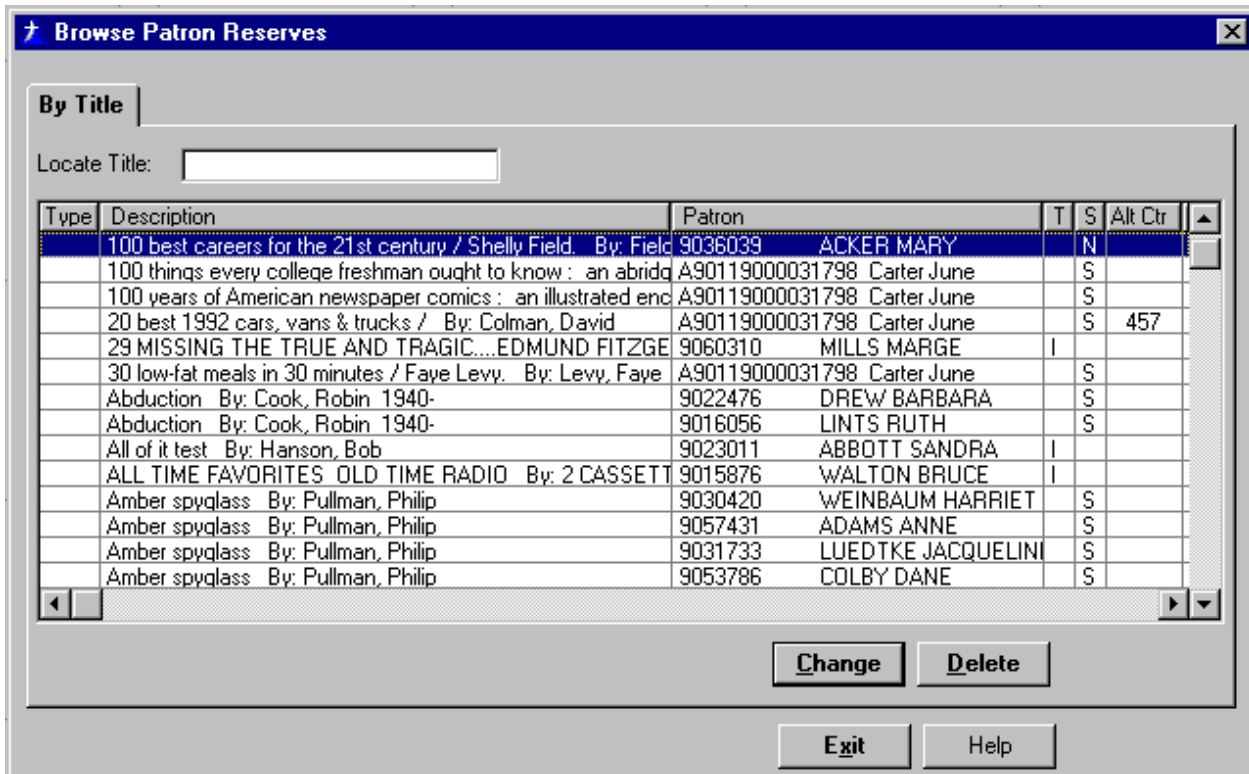 Browse Patron Reserves
By Title
Locate Title:
Type Description Patron T S Alt Ctr
100 best careers for the 21st century / Shelly Field. By: Field 9036039 ACKER MARY N
100 things every college freshman ought to know : an abridg A90119000031798 Carter June S
100 years of American newspaper comics : an illustrated enc A90119000031798 Carter June S
20 best 1992 cars, vans & trucks / By: Colman, David A90119000031798 Carter June S 457
29 MISSING THE TRUE AND TRAGIC....EDMUND FITZGE 9060310 MILLS MARGE I
30 low-fat meals in 30 minutes / Faye Levy. By: Levy, Faye A90119000031798 Carter June S
Abduction By: Cook, Robin 1940- 9022476 DREW BARBARA S
Abduction By: Cook, Robin 1940- 9016056 LINTS RUTH S
All of it test By: Hanson, Bob 9023011 ABBOTT SANDRA I
ALL TIME FAVORITES OLD TIME RADIO By: 2 CASSETT 9015876 WALTON BRUCE I
Amber spyglass By: Pullman, Philip 9030420 WEINBAUM HARRIET S
Amber spyglass By: Pullman, Philip 9057431 ADAMS ANNE S
Amber spyglass By: Pullman, Philip 9031733 LUEDTKE JACQUELINE S
Amber spyglass By: Pullman, Philip 9053786 COLBY DANE S
Change Delete
Exit Help